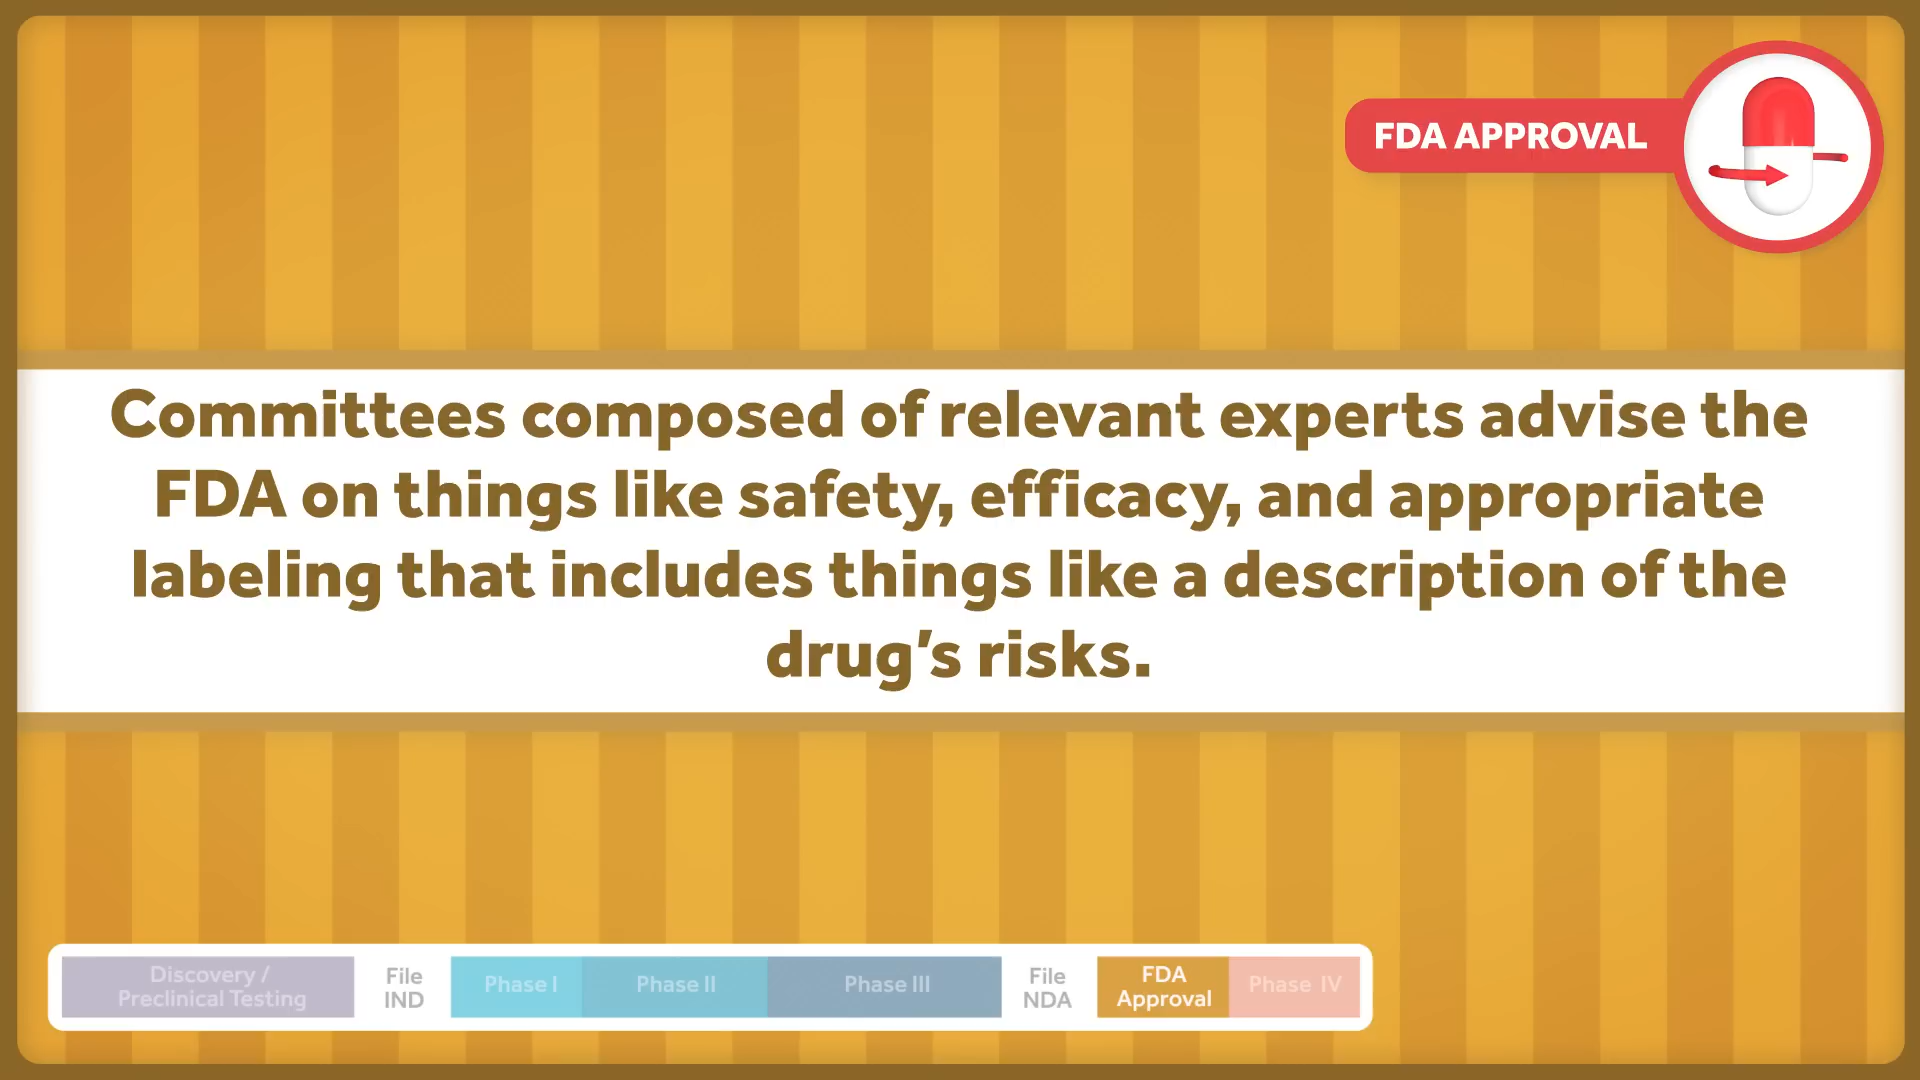 FDA APPROVAL
Committees composed of relevant experts advise the
FDA on things like safety, efficacy, and appropriate
labeling that includes things like a description of the
drug’s risks.
Discovery /
Preclinical Testing
File
IND
Phase I
Phase II
Phase III
File
NDA
FDA
Approval
Phase IV